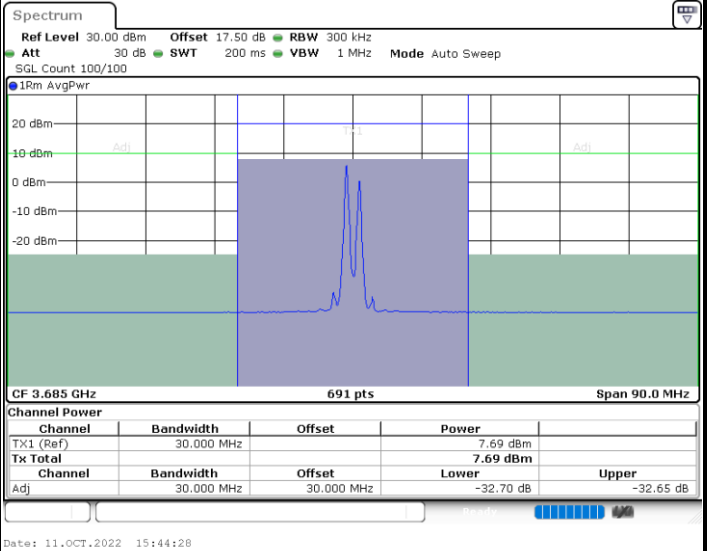 Spectrum
Ref Level 30.00 dBm Offset 17.50 dB RBW 300 kHz
Att 30 dB SWT 200 ms VBW 1 MHz Mode Auto Sweep
SGL Count 100/100
1Rm AvgPwr
20 dBm
TX1
Adj Adj
10 dBm
0 dBm
-10 dBm
-20 dBm
CF 3.685 GHz 691 pts Span 90.0 MHz
Channel Power
Channel Bandwidth Offset Power
TX1 (Ref) 30.000 MHz 7.69 dBm
Tx Total 7.69 dBm
Channel Bandwidth Offset Lower Upper
Adj 30.000 MHz 30.000 MHz -32.70 dB -32.65 dB
Ready
Date: 11.OCT.2022 15:44:28